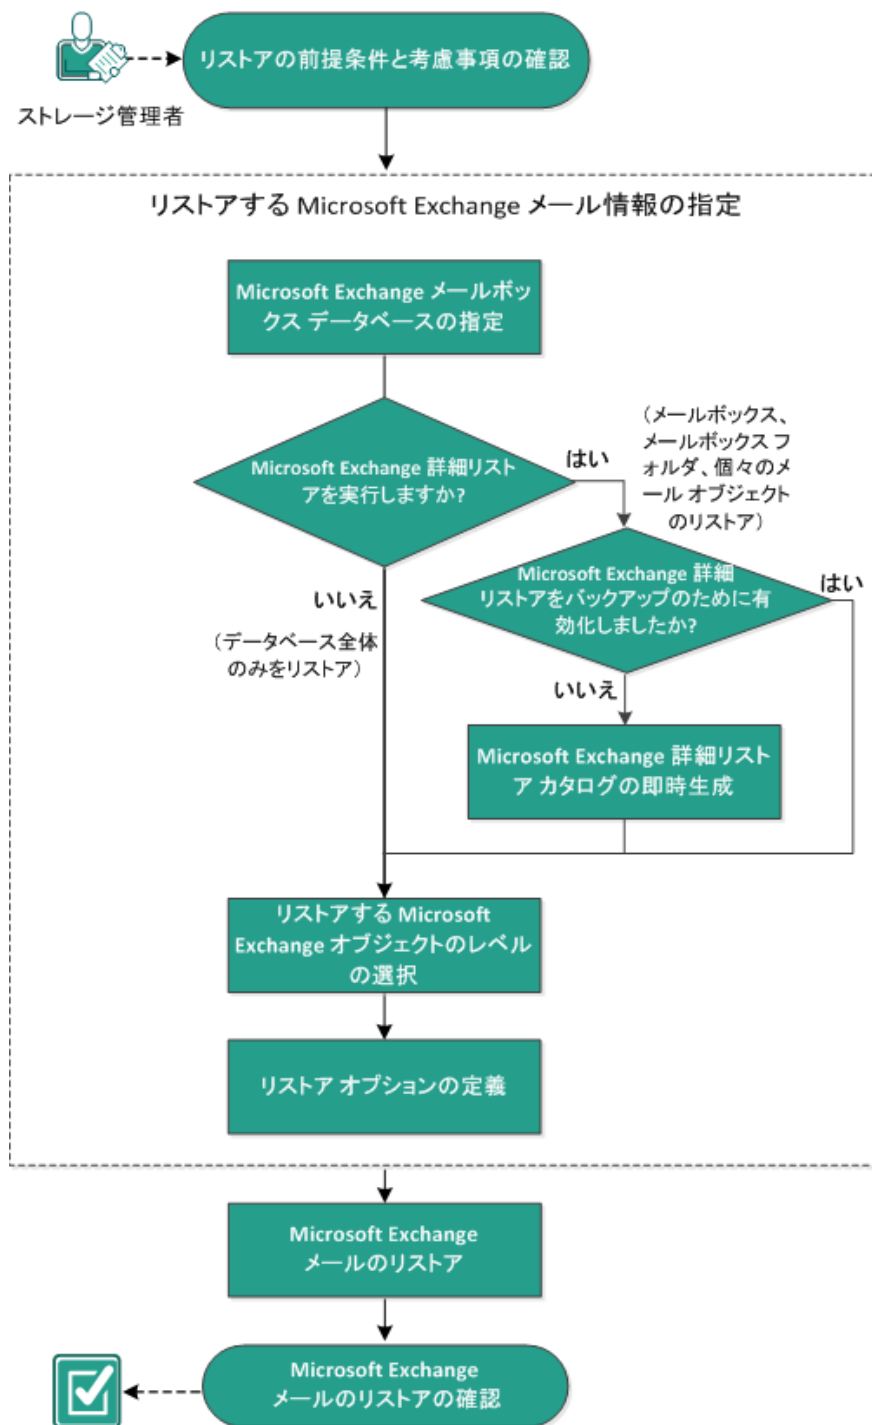 リストアの前提条件と考慮事項の確認
ストレージ管理者
リストアする Microsoft Exchange メール情報の指定
Microsoft Exchange メールボッ
クス データベースの指定
(メールボックス、
メールボックス フ
ォルダ、個々のメ
ール オブジェクト
のリストア)
はい
Microsoft Exchange 詳細リスト
アを実行しますか?
Microsoft Exchange 詳細
リストアをバックアップのために有
効化しましたか?
はい
いいえ
(データベース全体
のみをリストア)
いいえ
Microsoft Exchange 詳細リスト
ア カタログの即時生成
リストアする Microsoft
Exchange オブジェクトのレベル
の選択
リストア オプションの定義
Microsoft Exchange
メールのリストア
Microsoft Exchange
メールのリストアの確認